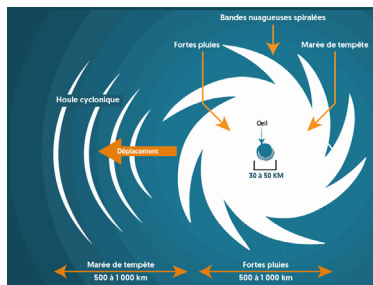 Bandes nuagueuses spiralées
Fortes pluies
Marée de tempête
Houle cyclonique
Oeil
Déplacement
30 à 50 KM
Marée de tempête
500 à 1 000 km
Fortes pluies
500 à 1 000 km